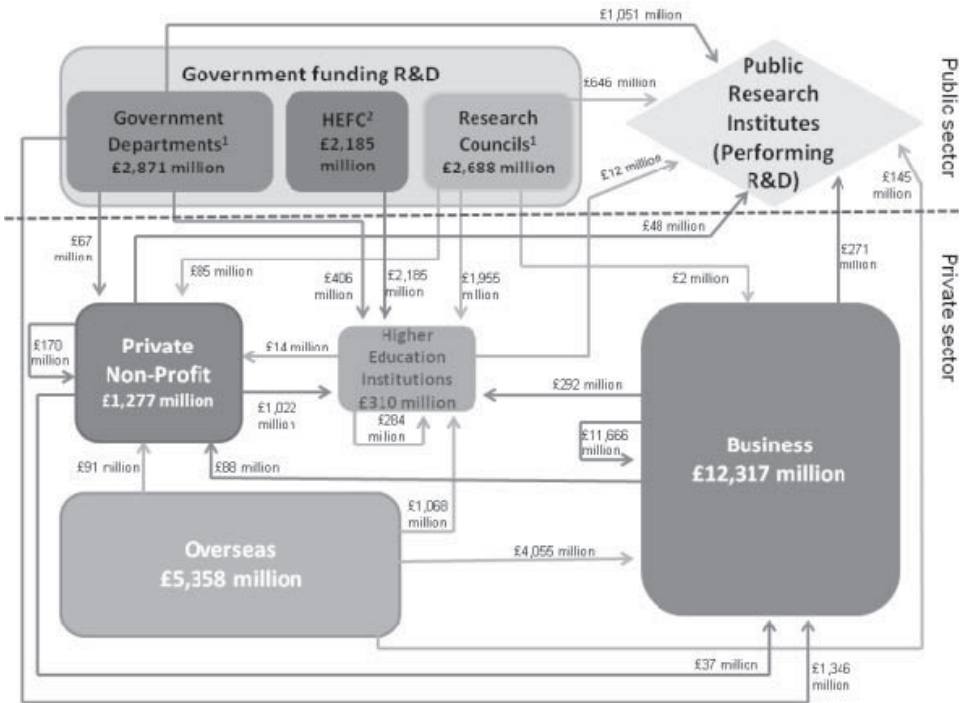 £1,051 million
Government funding R&D
Government
Departments¹
£2,871 million
HEFC²
£2,185
million
Research
Councils¹
£2,688 million
£646 million
Public
Research
Institutes
(Performing
R&D)
Public sector
£12 million
£145
million
£67
million
£85 million
£406
million
£2,185
million
£1,955
million
£48 million
£2 million
£271
million
Private sector
£170
million
Private
Non-Profit
£1,277 million
£14 million
Higher
Education
Institutions
£310 million
£284
million
£1,022
million
£292 million
£11,666
million
Business
£12,317 million
£91 million
£88 million
£1,068
million
Overseas
£5,358 million
£4,055 million
£37 million
£1,346
million